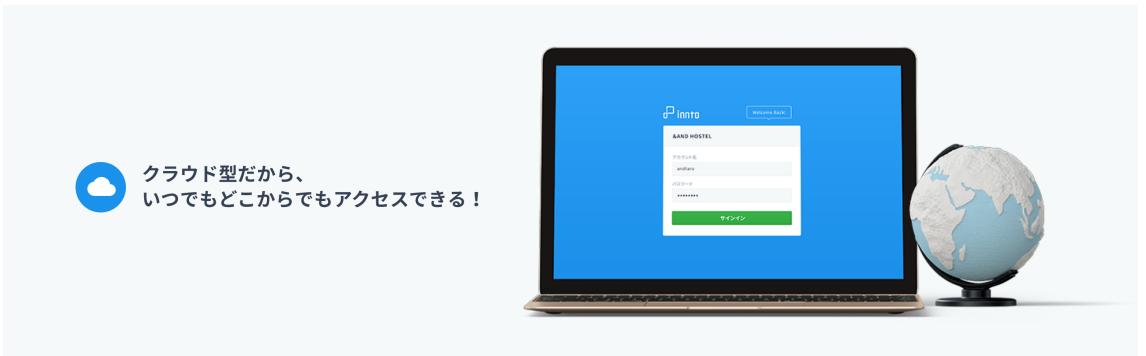 クラウド型だから、
いつでもどこからでもアクセスできる！
innto
Welcome Back!
&AND HOSTEL
アカウント名
andtaro
パスワード
••••••••
サインイン